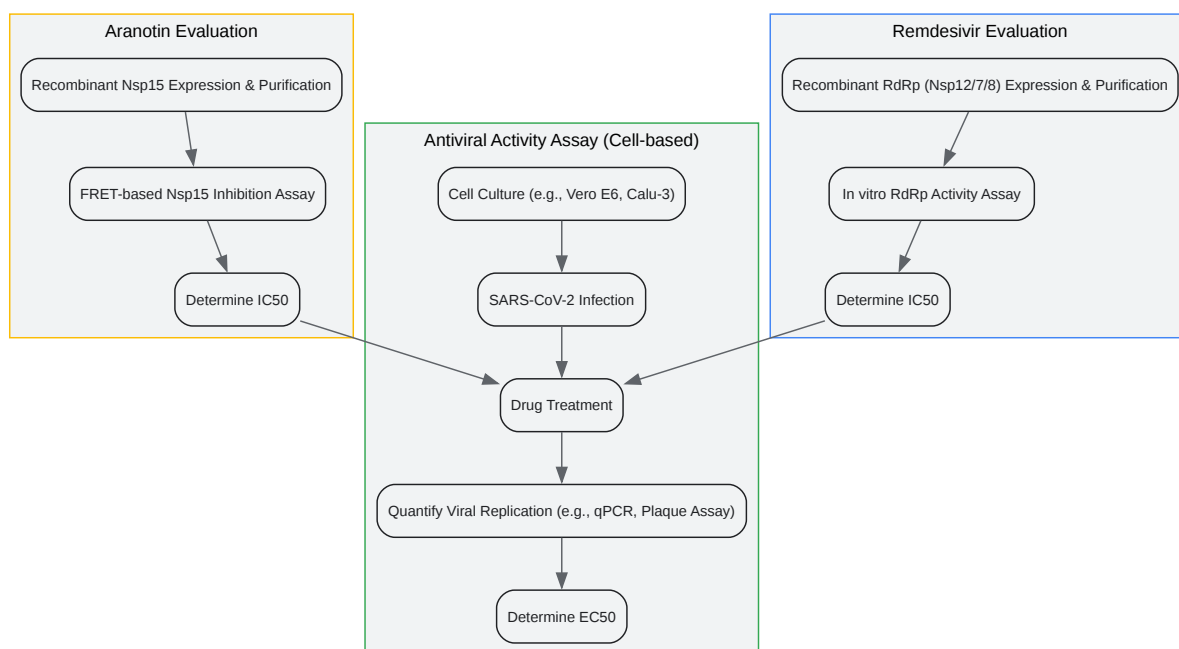 Aranotin Evaluation
Recombinant Nsp15 Expression & Purification
FRET-based Nsp15 Inhibition Assay
Determine IC50
Antiviral Activity Assay (Cell-based)
Cell Culture (e.g., Vero E6, Calu-3)
SARS-CoV-2 Infection
Drug Treatment
Quantify Viral Replication (e.g., qPCR, Plaque Assay)
Determine EC50
Remdesivir Evaluation
Recombinant RdRp (Nsp12/7/8) Expression & Purification
In vitro RdRp Activity Assay
Determine IC50